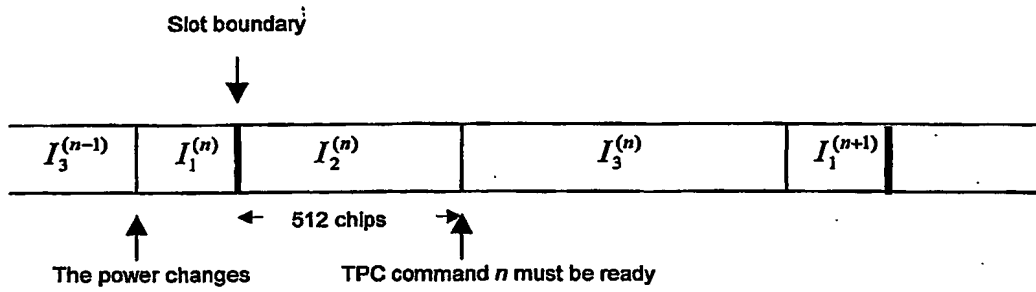 Slot boundary
I_3^{(n-1)} I_1^{(n)} I_2^{(n)} I_3^{(n)} I_1^{(n+1)}
512 chips
The power changes TPC command n must be ready